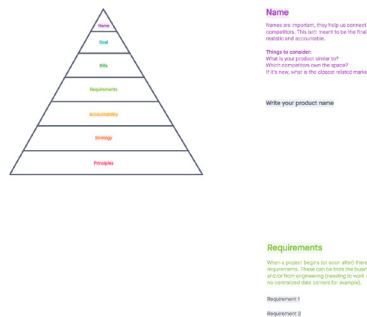 Name
Goal
KPIs
Requirements
Accountability
Strategy
Principles
Name
Names are important, they help us connect
competitors. This isn't meant to be the final
realistic and accountable.
Things to consider:
What is your product similar to?
Which competitors own the space?
If it's new, what is the closest related marke
Write your product name
Requirements
When a project begins (or soon after) there
requirements. These can be from the busin
and/or from engineering (needing to work
no centralized data centers for example).
Requirement 1
Requirement 2